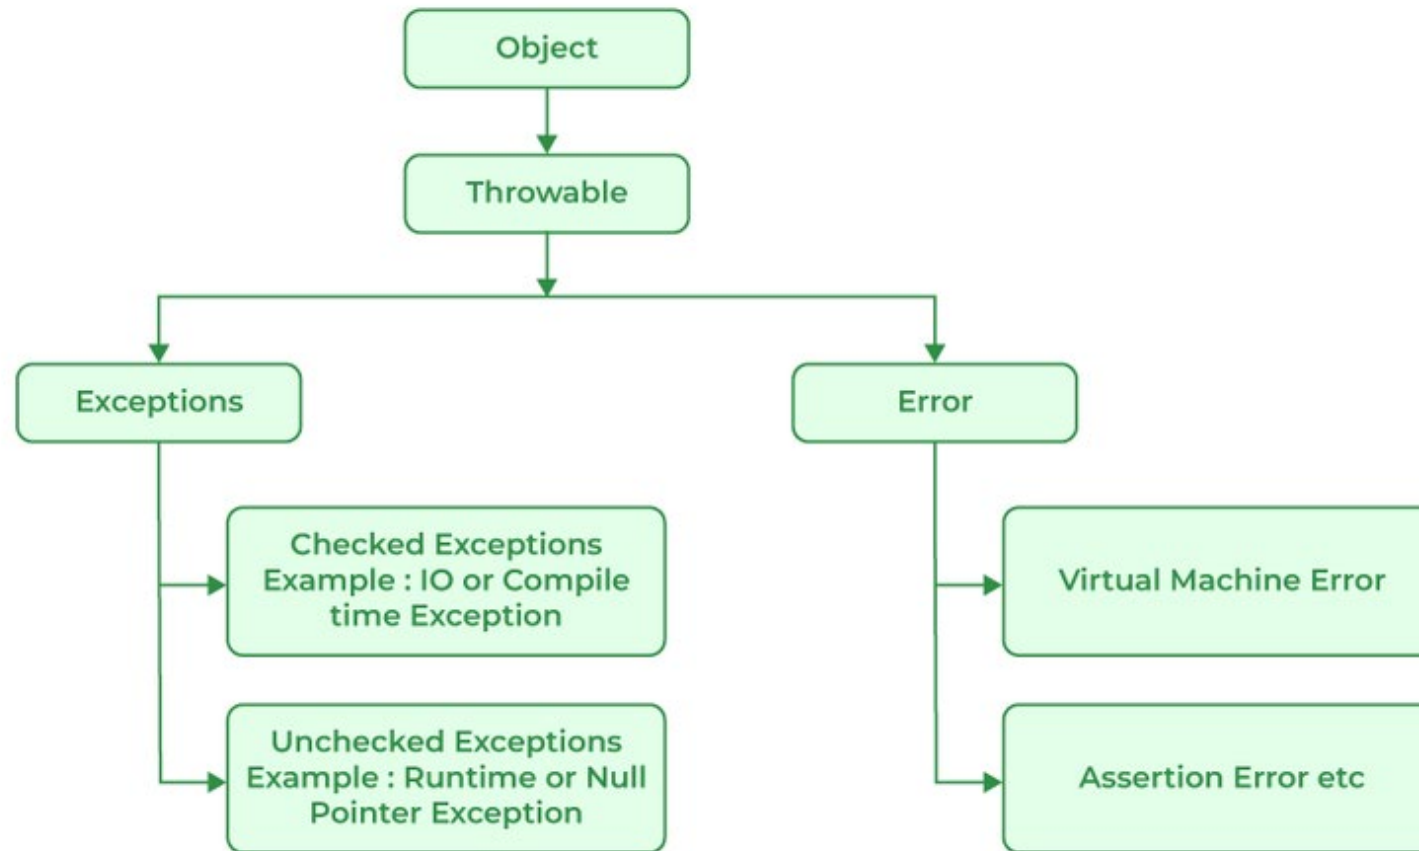 Object
Throwable
Exceptions
Error
Checked Exceptions
Example : IO or Compile
time Exception
Virtual Machine Error
Unchecked Exceptions
Example : Runtime or Null
Pointer Exception
Assertion Error etc